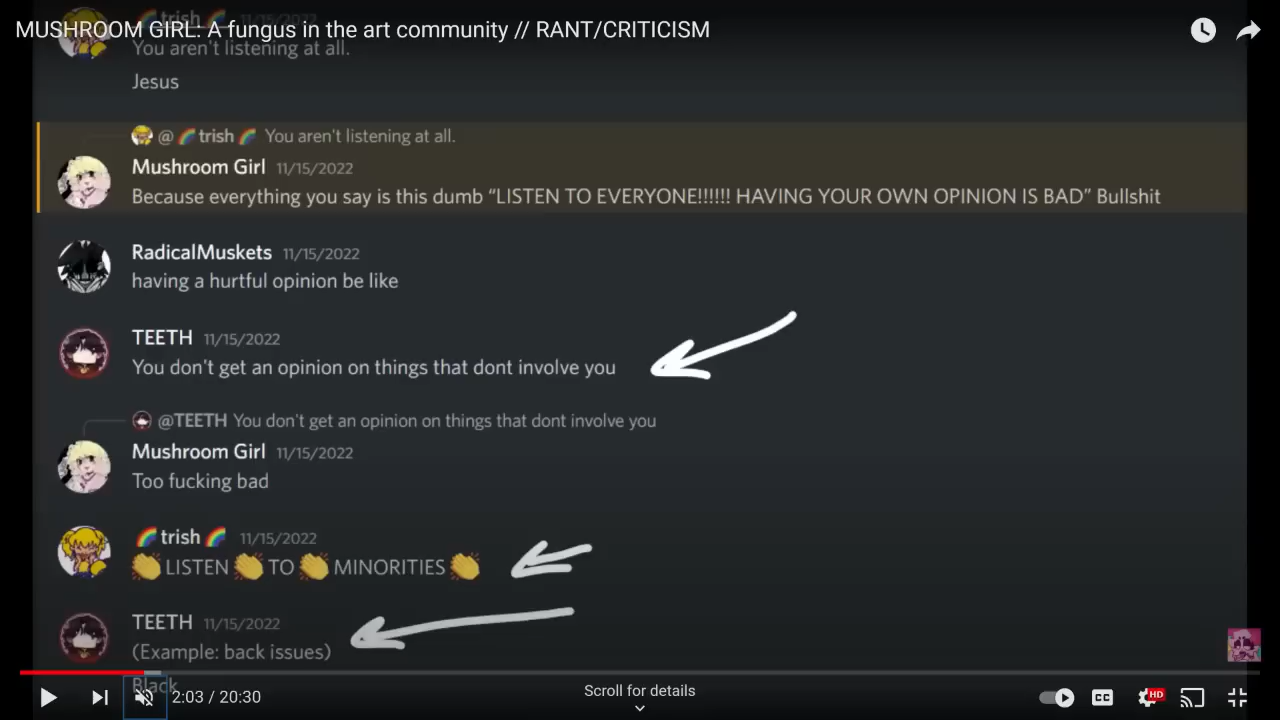 MUSHROOM GIRL: A fungus in the art community // RANT/CRITICISM
trish
You aren't listening at all.
Jesus
@ 🌈 trish 🌈 You aren't listening at all.
Mushroom Girl 11/15/2022
Because everything you say is this dumb “LISTEN TO EVERYONE!!!!!! HAVING YOUR OWN OPINION IS BAD” Bullshit
RadicalMuskets 11/15/2022
having a hurtful opinion be like
TEETH 11/15/2022
You don't get an opinion on things that dont involve you
@TEETH You don't get an opinion on things that dont involve you
Mushroom Girl 11/15/2022
Too fucking bad
🌈 trish 🌈 11/15/2022
👏 LISTEN 👏 TO 👏 MINORITIES 👏
TEETH 11/15/2022
(Example: back issues)
Black
2:03 / 20:30
Scroll for details
CC
HD